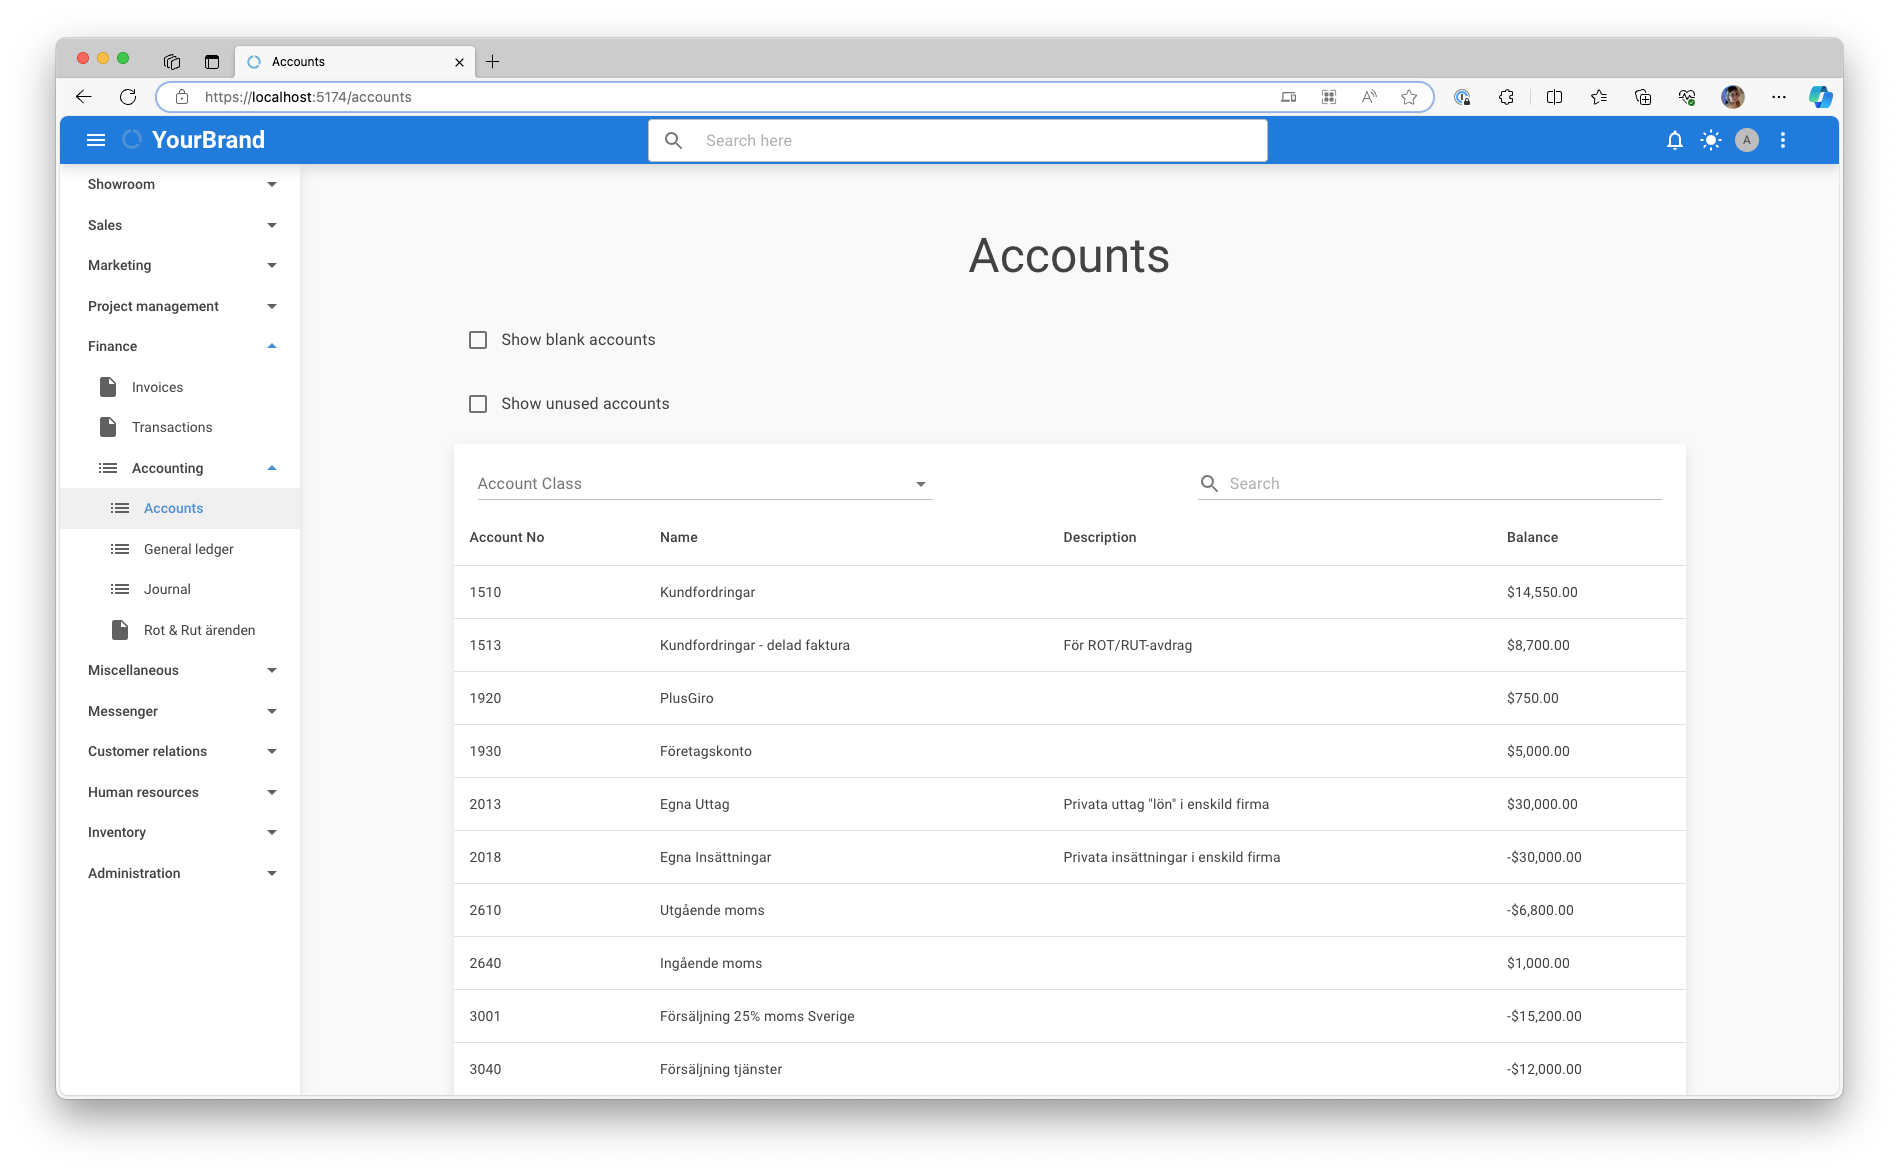 Accounts
https://localhost:5174/accounts
YourBrand
Search here
A
Showroom
Sales
Marketing
Project management
Finance
Invoices
Transactions
Accounting
Accounts
General ledger
Journal
Rot & Rut ärenden
Miscellaneous
Messenger
Customer relations
Human resources
Inventory
Administration
Accounts
Show blank accounts
Show unused accounts
Account Class
Search
Account No Name Description Balance
1510 Kundfordringar $14,550.00
1513 Kundfordringar - delad faktura För ROT/RUT-avdrag $8,700.00
1920 PlusGiro $750.00
1930 Företagskonto $5,000.00
2013 Egna Uttag Privata uttag "lön" i enskild firma $30,000.00
2018 Egna Insättningar Privata insättningar i enskild firma -$30,000.00
2610 Utgående moms -$6,800.00
2640 Ingående moms $1,000.00
3001 Försäljning 25% moms Sverige -$15,200.00
3040 Försäljning tjänster -$12,000.00